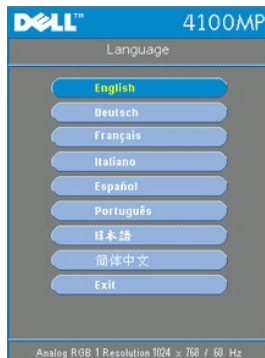 DELL™ 4100MP
Language
English
Deutsch
Français
Italiano
Español
Português
日本語
简体中文
Exit
Analog RGB 1 Resolution 1024 x 768 / 60 Hz